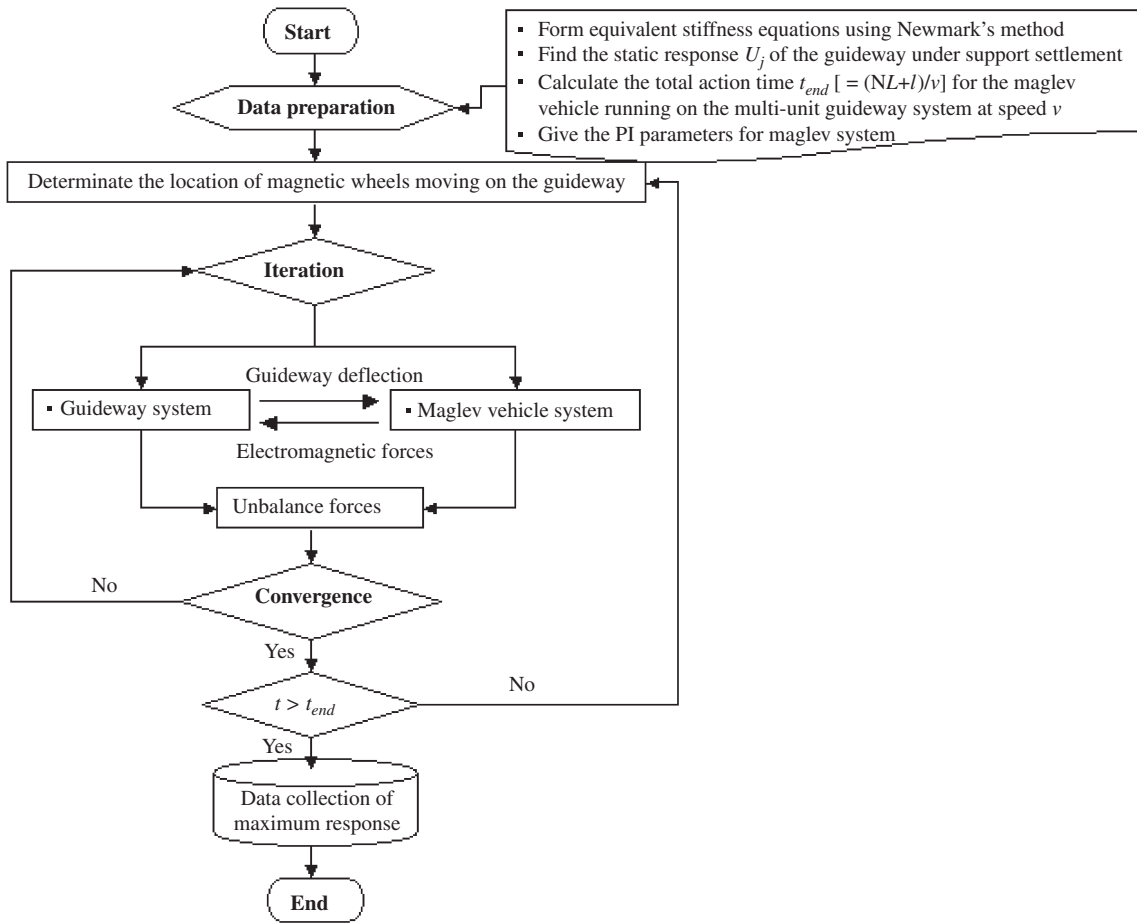 Start
▪ Form equivalent stiffness equations using Newmark's method
▪ Find the static response U_j of the guideway under support settlement
▪ Calculate the total action time t_end [ = (NL+l)/v] for the maglev
vehicle running on the multi-unit guideway system at speed v
▪ Give the PI parameters for maglev system
Data preparation
Determinate the location of magnetic wheels moving on the guideway
Iteration
Guideway deflection
▪ Guideway system
▪ Maglev vehicle system
Electromagnetic forces
Unbalance forces
No
Convergence
Yes
No
t > t_end
Yes
Data collection of
maximum response
End